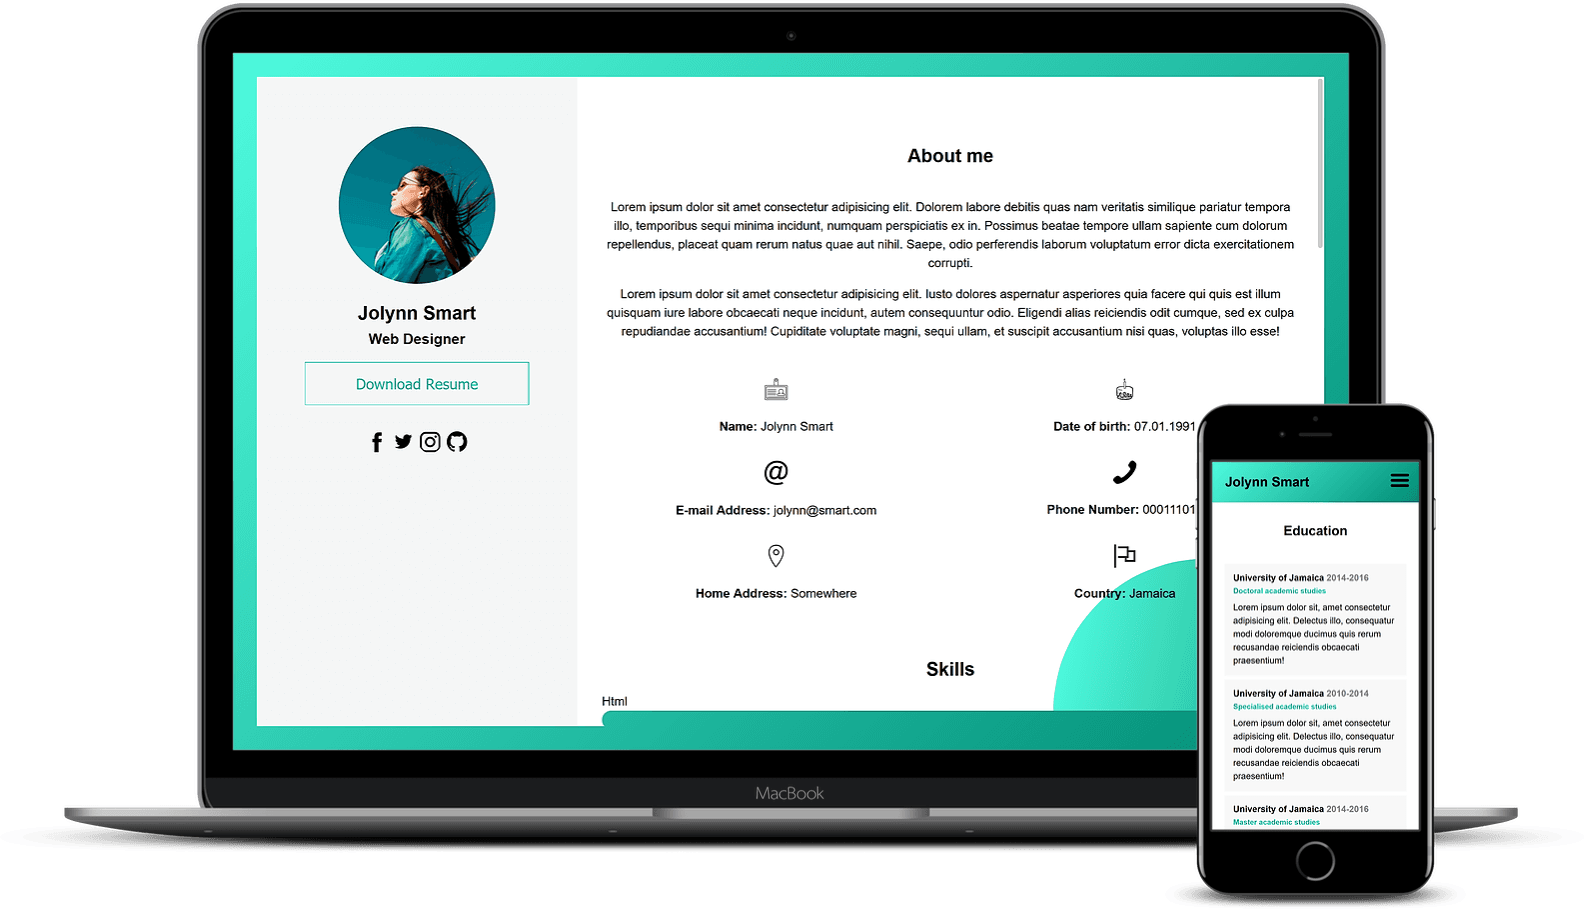 Jolynn Smart
Web Designer
Download Resume
About me
Lorem ipsum dolor sit amet consectetur adipisicing elit. Dolorem labore debitis quas nam veritatis similique pariatur tempora
illo, temporibus sequi minima incidunt, numquam perspiciatis ex in. Possimus beatae tempore ullam sapiente cum dolorum
repellendus, placeat quam rerum natus quae aut nihil. Saepe, odio perferendis laborum voluptatum error dicta exercitationem
corrupti.
Lorem ipsum dolor sit amet consectetur adipisicing elit. Iusto dolores aspernatur asperiores quia facere qui quis est illum
quisquam iure labore obcaecati neque incidunt, autem consequuntur odio. Eligendi alias reiciendis odit cumque, sed ex culpa
repudiandae accusantium! Cupiditate voluptate magni, sequi ullam, et suscipit accusantium nisi quas, voluptas illo esse!
Name: Jolynn Smart
Date of birth: 07.01.1991
E-mail Address: jolynn@smart.com
Phone Number: 00011101
Home Address: Somewhere
Country: Jamaica
Skills
Html
MacBook
Jolynn Smart
Education
University of Jamaica 2014-2016
Doctoral academic studies
Lorem ipsum dolor sit, amet consectetur
adipisicing elit. Delectus illo, consequatur
modi doloremque ducimus quis rerum
recusandae reiciendis obcaecati
praesentium!
University of Jamaica 2010-2014
Specialised academic studies
Lorem ipsum dolor sit, amet consectetur
adipisicing elit. Delectus illo, consequatur
modi doloremque ducimus quis rerum
recusandae reiciendis obcaecati
praesentium!
University of Jamaica 2014-2016
Master academic studies